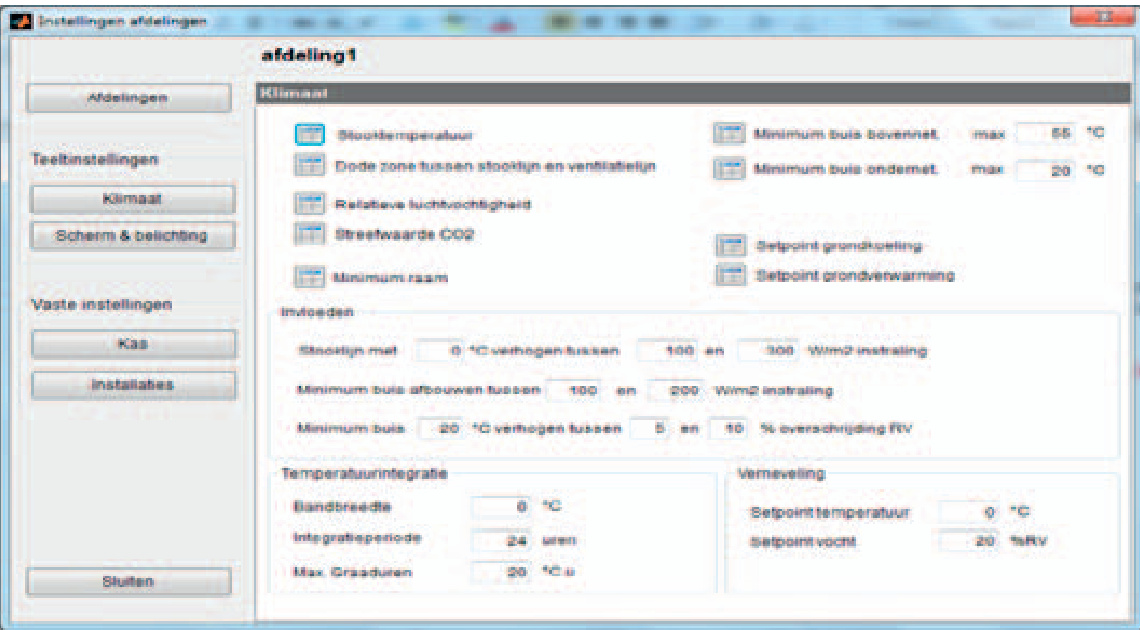 Instellingen afdelingen
afdeling1
Afdelingen
Klimaat
Stooktemperatuur
Minimum buis bovennet. max 55 °C
Dode zone tussen stooklijn en ventilatielijn
Minimum buis ondernet. max 20 °C
Teeltinstellingen
Klimaat
Relatieve luchtvochtigheid
Scherm & belichting
Streefwaarde CO2
Setpoint grondkoeling
Minimum raam
Setpoint grondverwarming
Vaste instellingen
Invloeden
Kas
Stooklijn met 0 °C verhogen tussen 100 en 300 W/m2 instraling
Installaties
Minimum buis afbouwen tussen 100 en 200 W/m2 instraling
Minimum buis 20 °C verhogen tussen 5 en 10 % overschrijding RV
Temperatuurintegratie
Verneveling
Bandbreedte 0 °C
Setpoint temperatuur 0 °C
Integratieperiode 24 uren
Setpoint vocht 20 %RV
Max. Graaduren 20 °C u
Sluiten